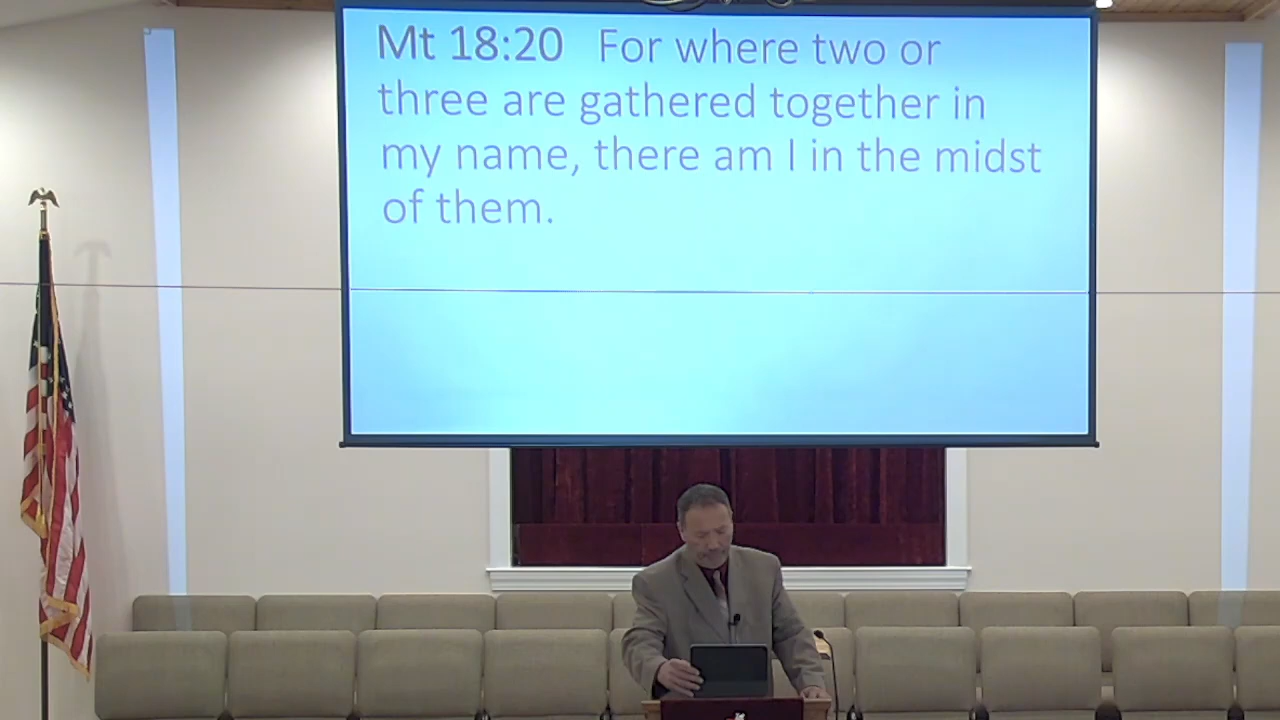 Mt 18:20 For where two or
three are gathered together in
my name, there am I in the midst
of them.